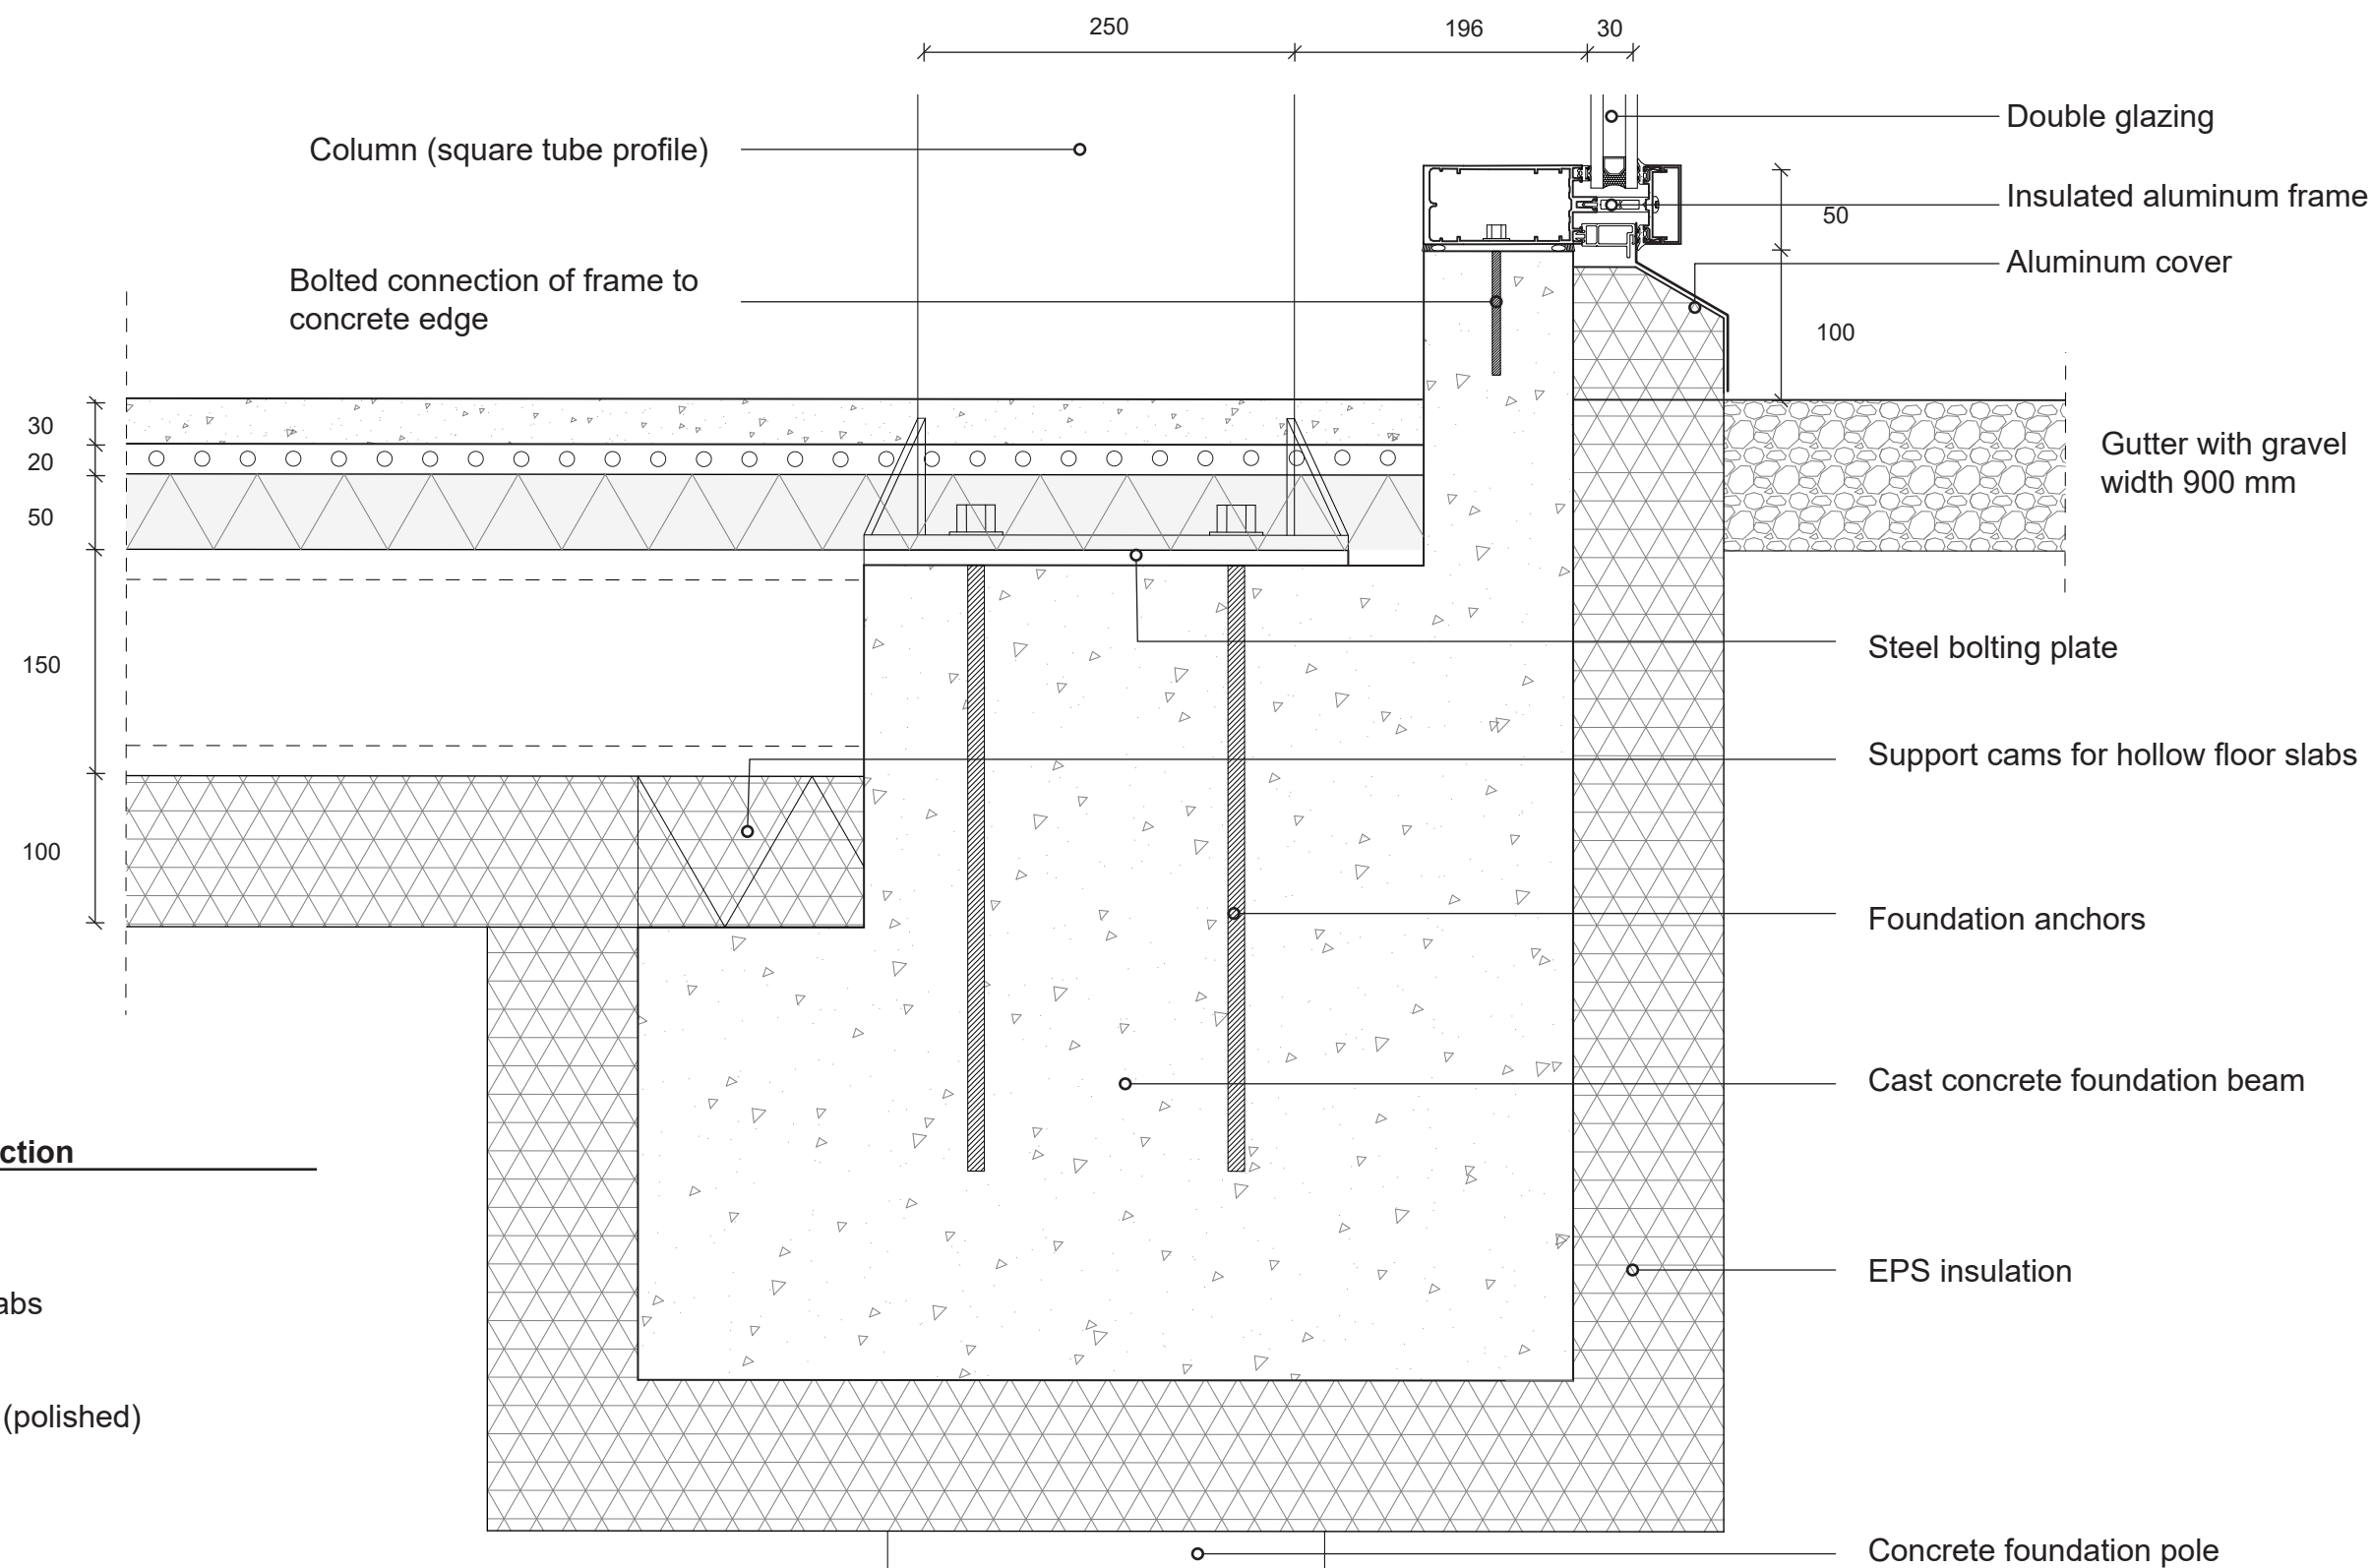 250
196
30
Double glazing
Column (square tube profile)
Insulated aluminum frame
50
Aluminum cover
Bolted connection of frame to
concrete edge
100
30
20
50
Gutter with gravel
width 900 mm
150
Steel bolting plate
Support cams for hollow floor slabs
100
Foundation anchors
Cast concrete foundation beam
ction
EPS insulation
abs
(polished)
Concrete foundation pole